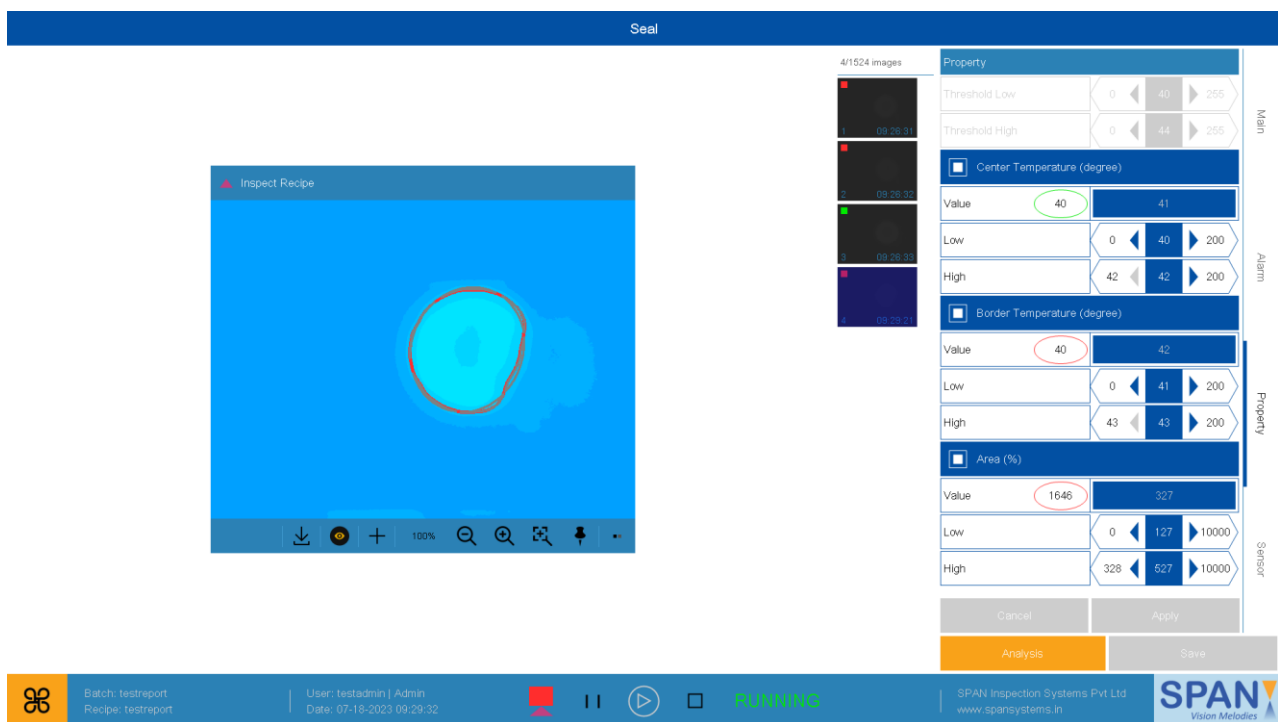 Seal
Inspect Recipe
100%
4/1524 images
1 09:28:31
2 09:28:32
3 09:28:33
4 09:29:21
Property
Threshold Low 0 40 255
Threshold High 0 44 255
Center Temperature (degree)
Value 40 41
Low 0 40 200
High 42 42 200
Border Temperature (degree)
Value 40 42
Low 0 41 200
High 43 43 200
Area (%)
Value 1646 327
Low 0 127 10000
High 328 527 10000
Cancel Apply
Analysis Save
Main
Alarm
Property
Sensor
Batch: testreport
Recipe: testreport
User: testadmin | Admin
Date: 07-18-2023 09:29:32
RUNNING
SPAN Inspection Systems Pvt Ltd
www.spansystems.in
SPAN
Vision Melodies